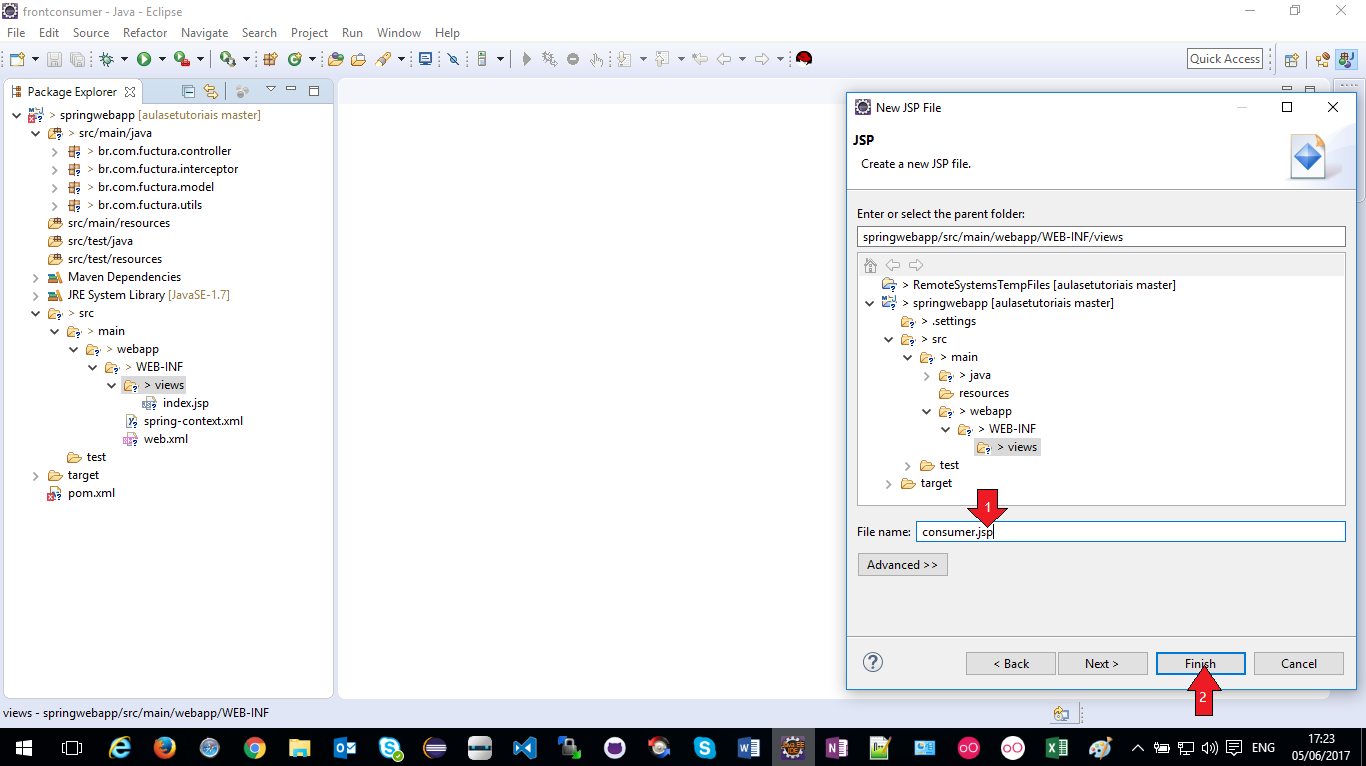 frontconsumer - Java - Eclipse
File Edit Source Refactor Navigate Search Project Run Window Help
Quick Access
Package Explorer
> springwebapp [aulasetutoriais master]
> src/main/java
> br.com.fuctura.controller
> br.com.fuctura.interceptor
> br.com.fuctura.model
> br.com.fuctura.utils
src/main/resources
src/test/java
src/test/resources
Maven Dependencies
JRE System Library [JavaSE-1.7]
> src
> main
> webapp
> WEB-INF
> views
index.jsp
spring-context.xml
web.xml
test
target
pom.xml
New JSP File
JSP
Create a new JSP file.
Enter or select the parent folder:
springwebapp/src/main/webapp/WEB-INF/views
> RemoteSystemsTempFiles [aulasetutoriais master]
> springwebapp [aulasetutoriais master]
> .settings
> src
> main
> java
resources
> webapp
> WEB-INF
> views
test
target
1
File name: consumer.jsp
Advanced >>
< Back Next > Finish Cancel
2
views - springwebapp/src/main/webapp/WEB-INF
ENG
17:23
05/06/2017